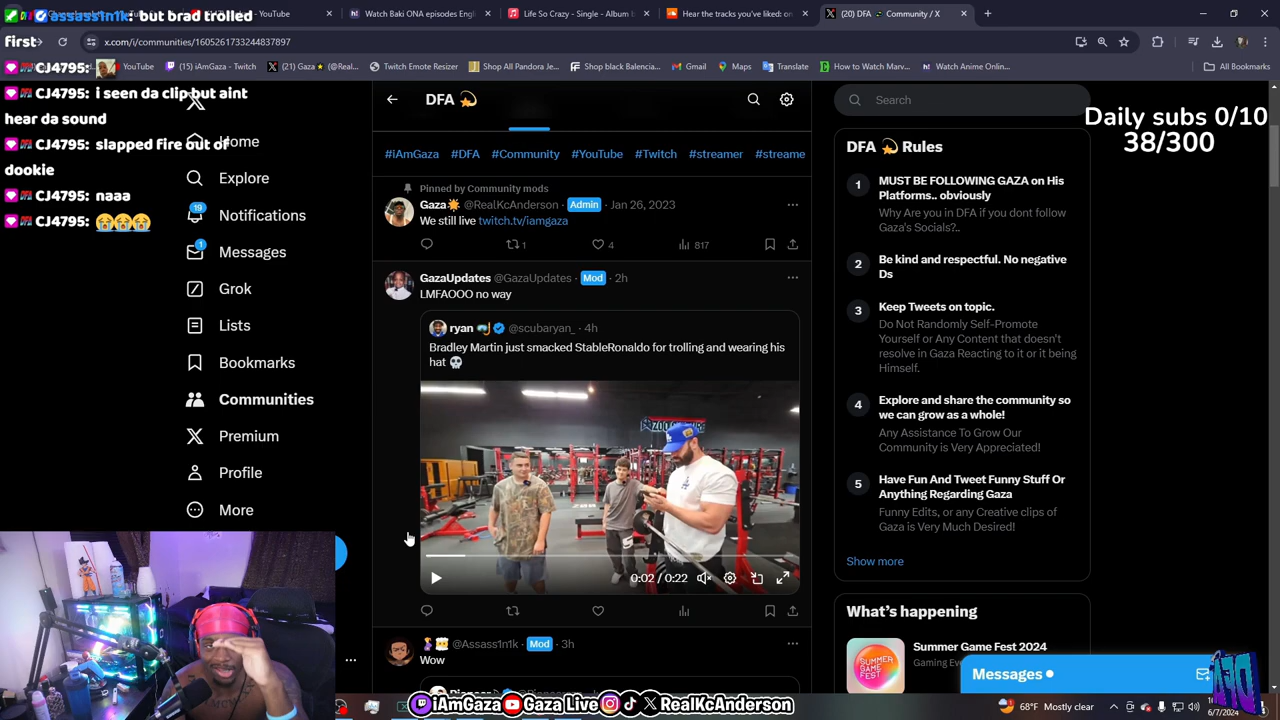 YouTube
Watch Baki ONA episodes Engl
Life So Crazy - Single - Album b
Hear the tracks you've liked: on
(20) DFA 💫 Community / X
assass1n1k: but brad trolled first
x.com/i/communities/1605261733244837897
YouTube
(15) iAmGaza - Twitch
(21) Gaza ★ (@Real...
Twitch Emote Resizer
Shop All Pandora Je...
Shop black Balencia...
Gmail
Maps
Translate
How to Watch Marv...
Watch Anime Onlin...
All Bookmarks
CJ4795:
CJ4795: i seen da clip but aint
hear da sound
CJ4795: slapped fire out of
dookie
CJ4795: naaa
CJ4795: 😭😭😭
Home
Explore
19
Notifications
1
Messages
Grok
Lists
Bookmarks
Communities
Premium
Profile
More
DFA 💫
#iAmGaza #DFA #Community #YouTube #Twitch #streamer #streame
Pinned by Community mods
Gaza☀ @RealKcAnderson · Admin · Jan 26, 2023
We still live twitch.tv/iamgaza
1
4
817
GazaUpdates @GazaUpdates · Mod · 2h
LMFAOOO no way
ryan 🤿 @scubaryan_ · 4h
Bradley Martin just smacked StableRonaldo for trolling and wearing his
hat 💀
0:02 / 0:22
@Assass1n1k · Mod · 3h
Wow
Search
Daily subs 0/10
38/300
DFA 💫 Rules
1
MUST BE FOLLOWING GAZA on His
Platforms.. obviously
Why Are you in DFA if you dont follow
Gaza's Socials?..
2
Be kind and respectful. No negative
Ds
3
Keep Tweets on topic.
Do Not Randomly Self-Promote
Yourself or Any Content that doesn't
resolve in Gaza Reacting to it or it being
Himself.
4
Explore and share the community so
we can grow as a whole!
Any Assistance To Grow Our
Community is Very Appreciated!
5
Have Fun And Tweet Funny Stuff Or
Anything Regarding Gaza
Funny Edits, or any Creative clips of
Gaza is Very Much Desired!
Show more
What's happening
SUMMER
GAME
FEST
Summer Game Fest 2024
Messages
iAmGaza Gaza Live RealKcAnderson
68°F Mostly clear
6/7/2024